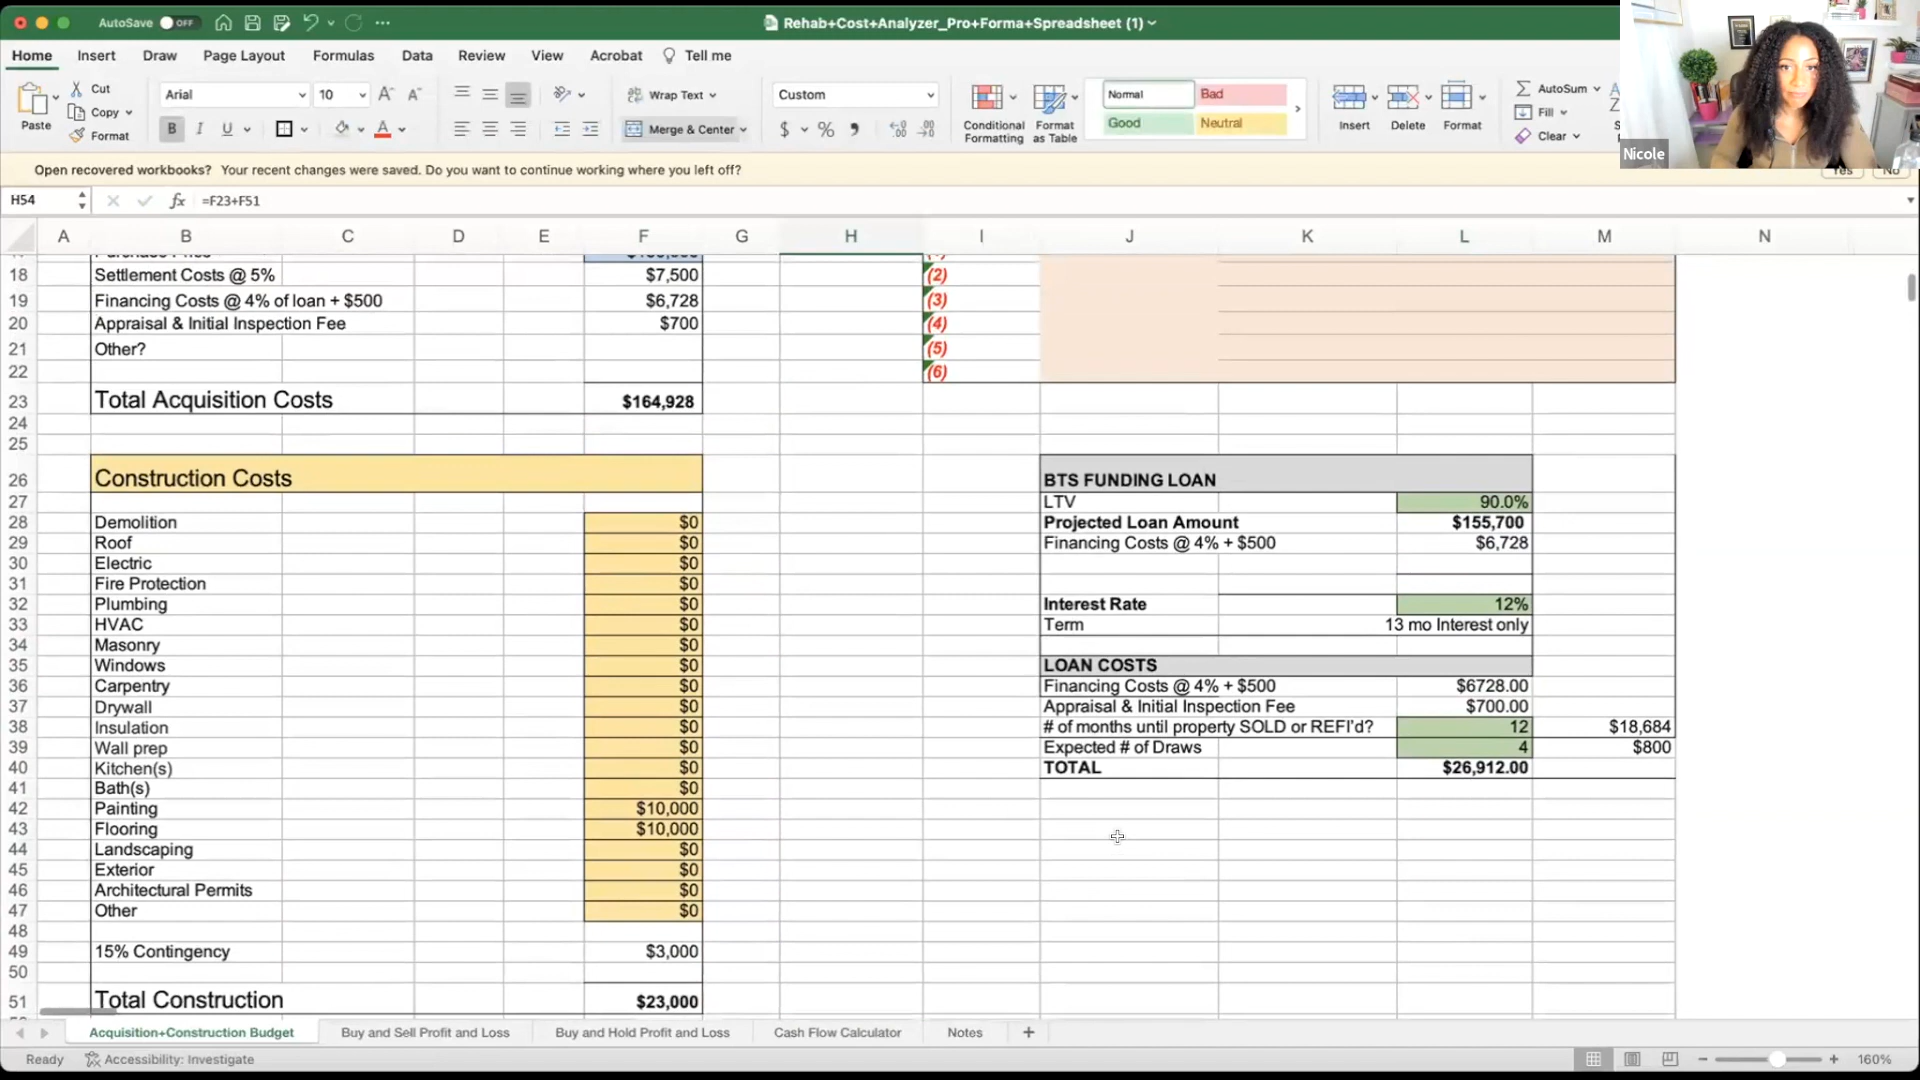 AutoSave OFF
Rehab+Cost+Analyzer_Pro+Forma+Spreadsheet (1)
Home Insert Draw Page Layout Formulas Data Review View Acrobat Tell me
Paste
Cut
Copy
Format
Arial 10
B I U
Wrap Text
Merge & Center
Custom
$ %
Conditional Formatting
Format as Table
Normal Bad
Good Neutral
Insert Delete Format
AutoSum
Fill
Clear
Nicole
Open recovered workbooks? Your recent changes were saved. Do you want to continue working where you left off? Yes No
H54 fx =F23+F51
A B C D E F G H I J K L M N
18 Settlement Costs @ 5% $7,500 (2)
19 Financing Costs @ 4% of loan + $500 $6,728 (3)
20 Appraisal & Initial Inspection Fee $700 (4)
21 Other? (5)
22 (6)
23 Total Acquisition Costs $164,928
24
25
26 Construction Costs BTS FUNDING LOAN
27 LTV 90.0%
28 Demolition $0 Projected Loan Amount $155,700
29 Roof $0 Financing Costs @ 4% + $500 $6,728
30 Electric $0
31 Fire Protection $0
32 Plumbing $0 Interest Rate 12%
33 HVAC $0 Term 13 mo Interest only
34 Masonry $0
35 Windows $0 LOAN COSTS
36 Carpentry $0 Financing Costs @ 4% + $500 $6728.00
37 Drywall $0 Appraisal & Initial Inspection Fee $700.00
38 Insulation $0 # of months until property SOLD or REFI'd? 12 $18,684
39 Wall prep $0 Expected # of Draws 4 $800
40 Kitchen(s) $0 TOTAL $26,912.00
41 Bath(s) $0
42 Painting $10,000
43 Flooring $10,000
44 Landscaping $0
45 Exterior $0
46 Architectural Permits $0
47 Other $0
48
49 15% Contingency $3,000
50
51 Total Construction $23,000
Acquisition+Construction Budget Buy and Sell Profit and Loss Buy and Hold Profit and Loss Cash Flow Calculator Notes +
Ready Accessibility: Investigate 160%